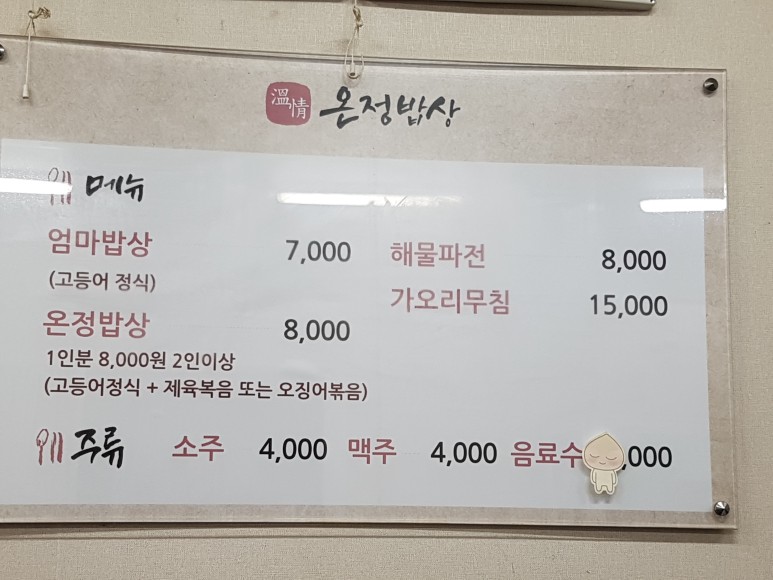 溫情 온정밥상
메뉴
엄마밥상 7,000
(고등어 정식)
온정밥상 8,000
1인분 8,000원 2인이상
(고등어정식 + 제육복음 또는 오징어볶음)
해물파전 8,000
가오리무침 15,000
주류 소주 4,000 맥주 4,000 음료수 ,000